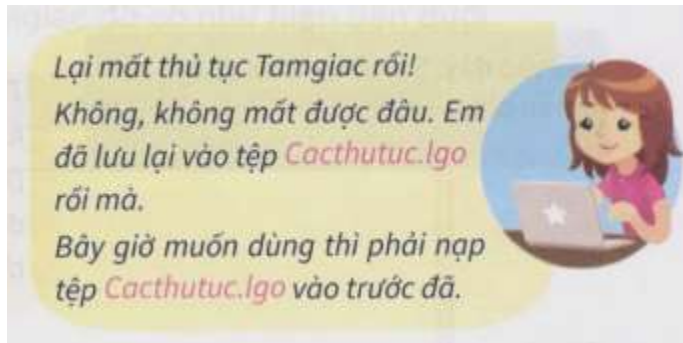 Lại mất thủ tục Tamgiac rồi!
Không, không mất được đâu. Em
đã lưu lại vào tệp Cacthutuc.lgo
rồi mà.
Bây giờ muốn dùng thì phải nạp
tệp Cacthutuc.lgo vào trước đã.